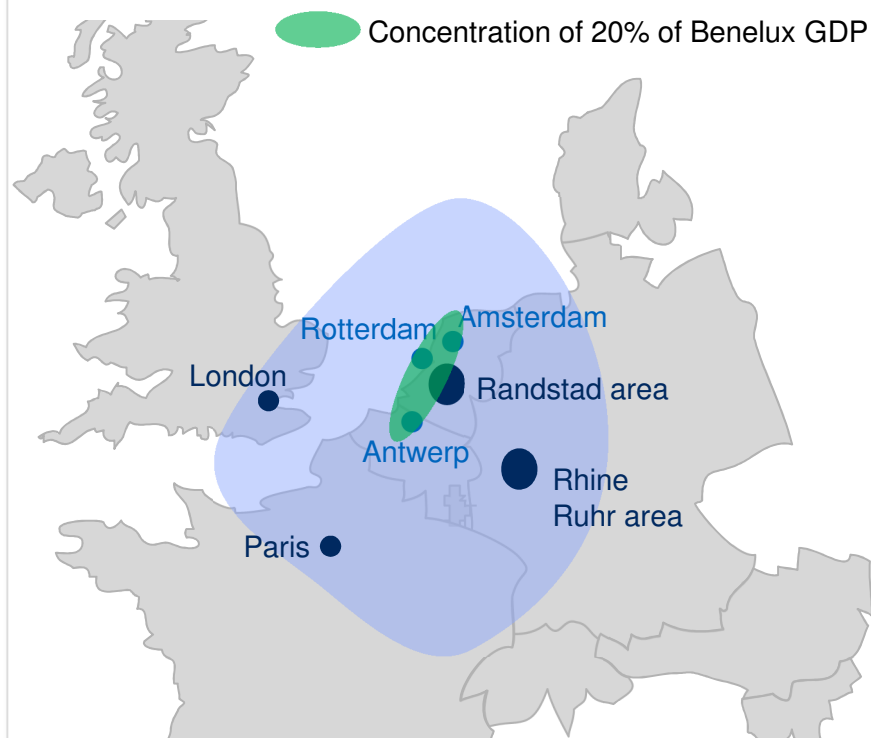 Concentration of 20% of Benelux GDP
Rotterdam
Amsterdam
London
Randstad area
Antwerp
Rhine
Ruhr area
Paris